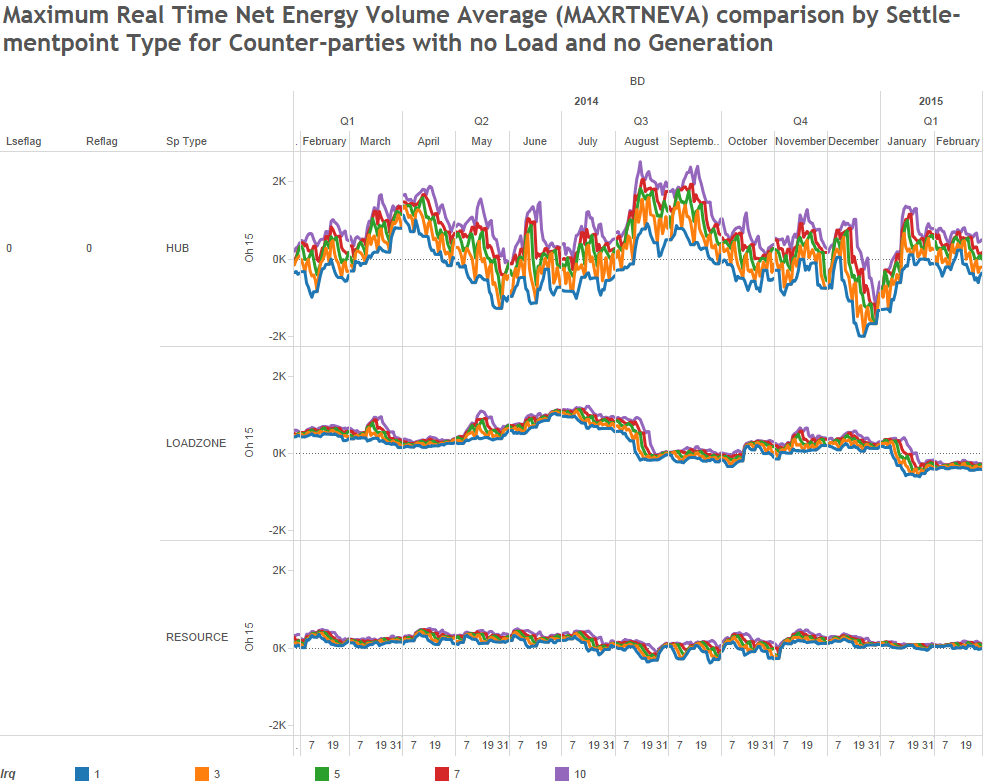 Maximum Real Time Net Energy Volume Average (MAXRTNEVA) comparison by Settle-
mentpoint Type for Counter-parties with no Load and no Generation
BD
2014 2015
Q1 Q2 Q3 Q4 Q1
Lseflag Reflag Sp Type . February March April May June July August Septemb.. October November December January February
2K
0 0 HUB Oh 15 0K
-2K
2K
LOADZONE Oh 15 0K
-2K
2K
RESOURCE Oh 15 0K
-2K
. 7 19 7 19 31 7 19 7 19 31 7 19 7 19 31 7 19 31 7 19 7 19 31 7 19 7 19 31 7 19 31 7 19
Irq 1 3 5 7 10